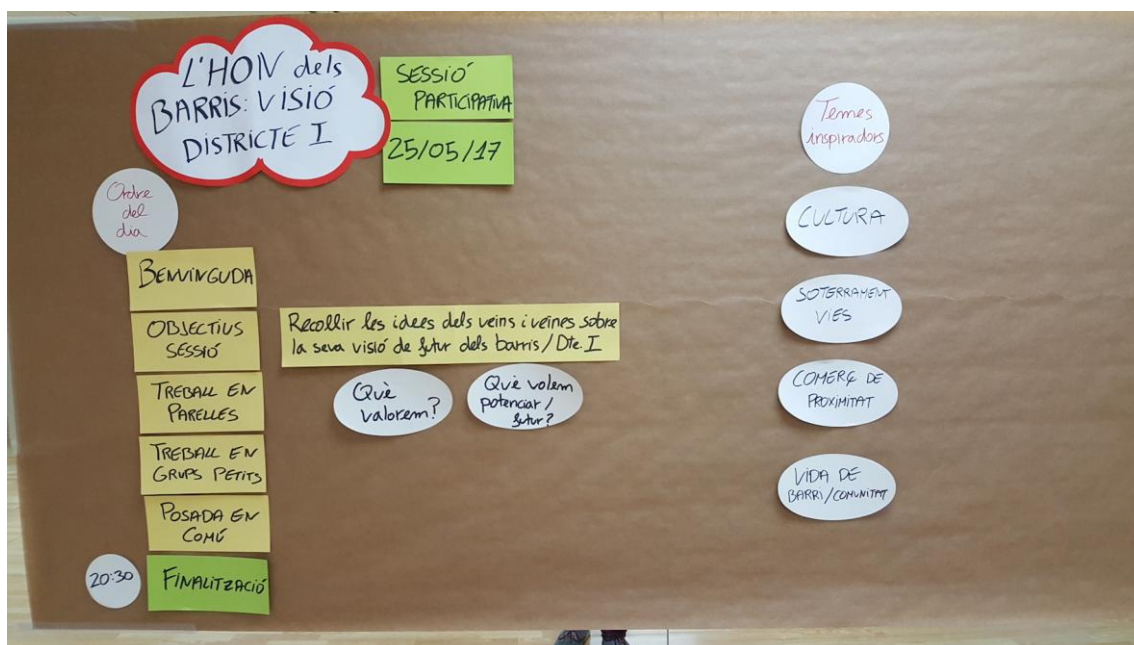 L'HON dels
BARRIS: VISIÓ
DISTRICTE I
SESSIÓ
PARTICIPATIVA
25/05/17
Ordre
del
dia
BENVINGUDA
OBJECTIUS
SESSIÓ
Recollir les idees dels veïns i veïnes sobre
la seva visió de futur dels barris / Dte. I
Què
valorem?
Què volem
potenciar /
futur?
TREBALL EN
PARELLES
TREBALL EN
GRUPS PETITS
POSADA EN
COMÚ
20:30
FINALITZACIÓ
Temes
inspiradors
CULTURA
SOTERRAMENT
VIES
COMERÇ DE
PROXIMITAT
VIDA DE
BARRI/COMUNITAT